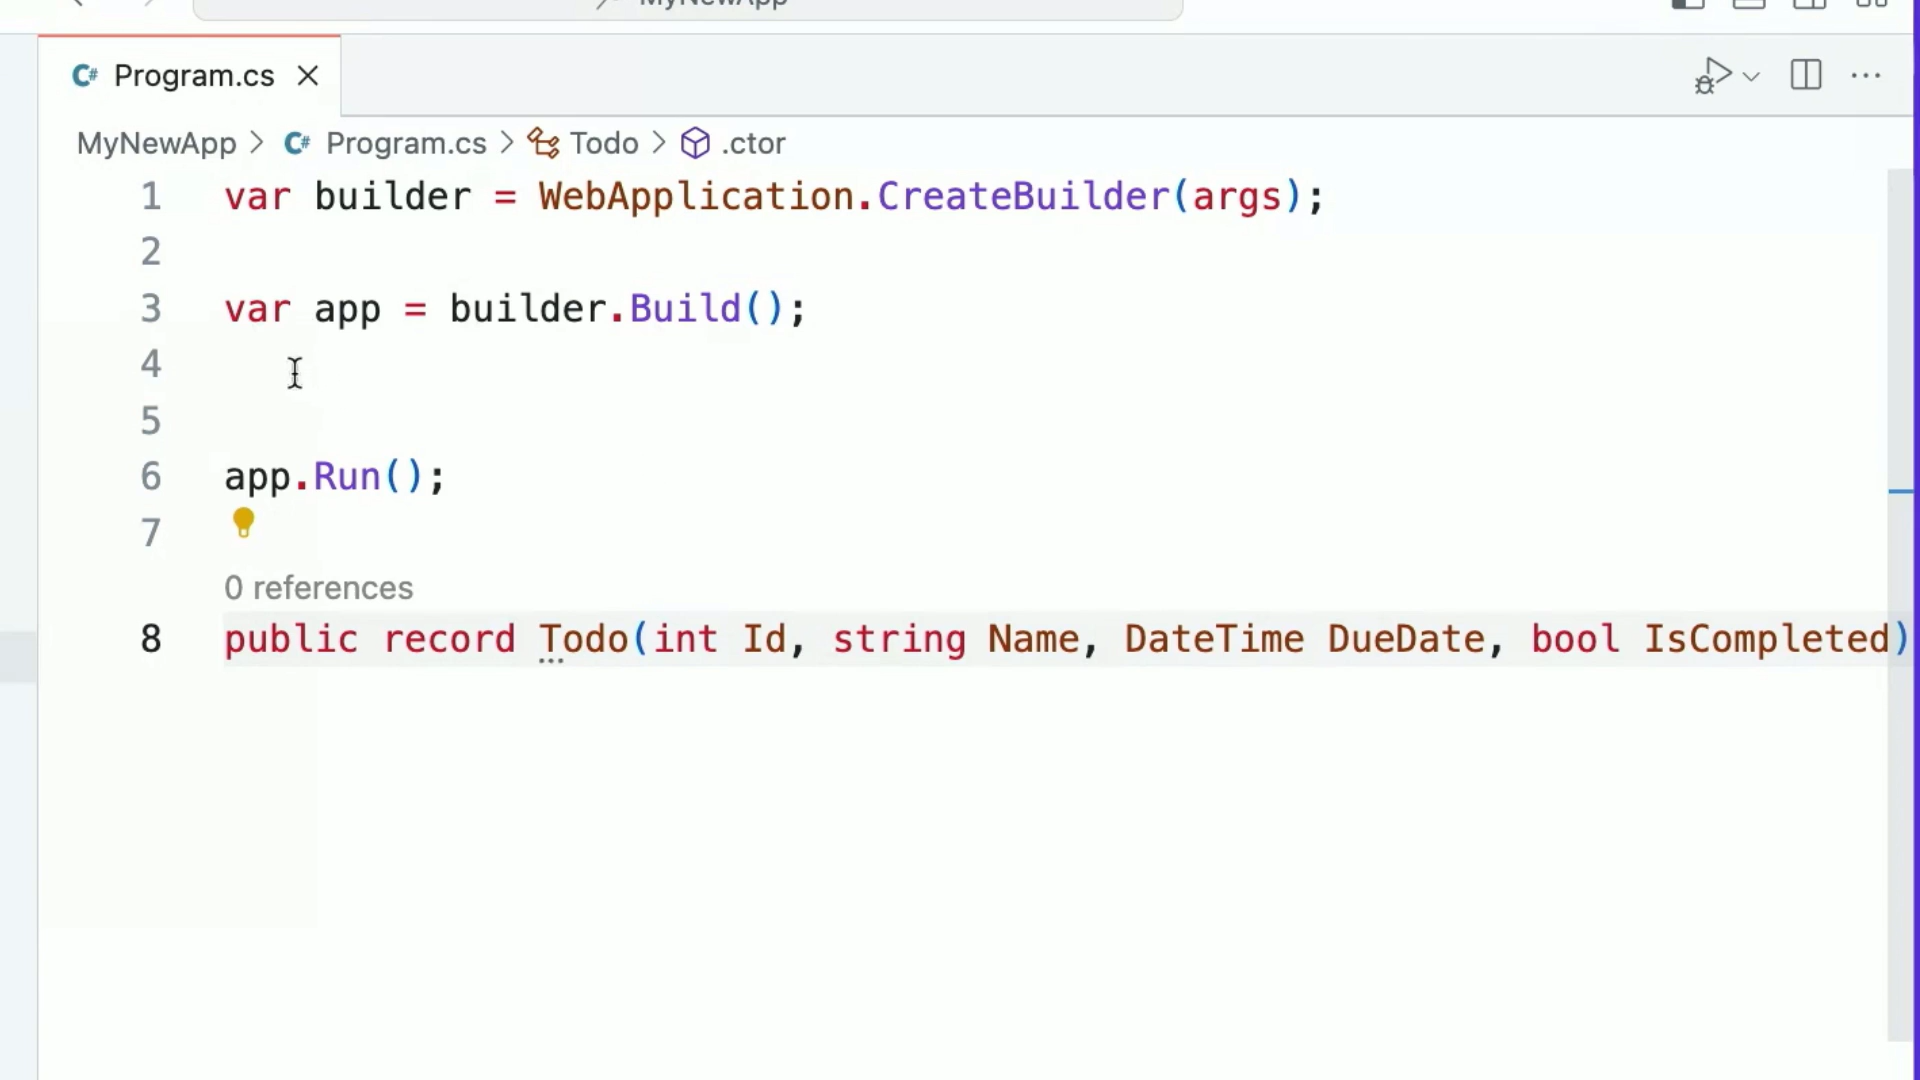 MyNewApp
Program.cs
MyNewApp > Program.cs > Todo > .ctor
1 var builder = WebApplication.CreateBuilder(args);
2
3 var app = builder.Build();
4
5
6 app.Run();
7
0 references
8 public record Todo(int Id, string Name, DateTime DueDate, bool IsCompleted)